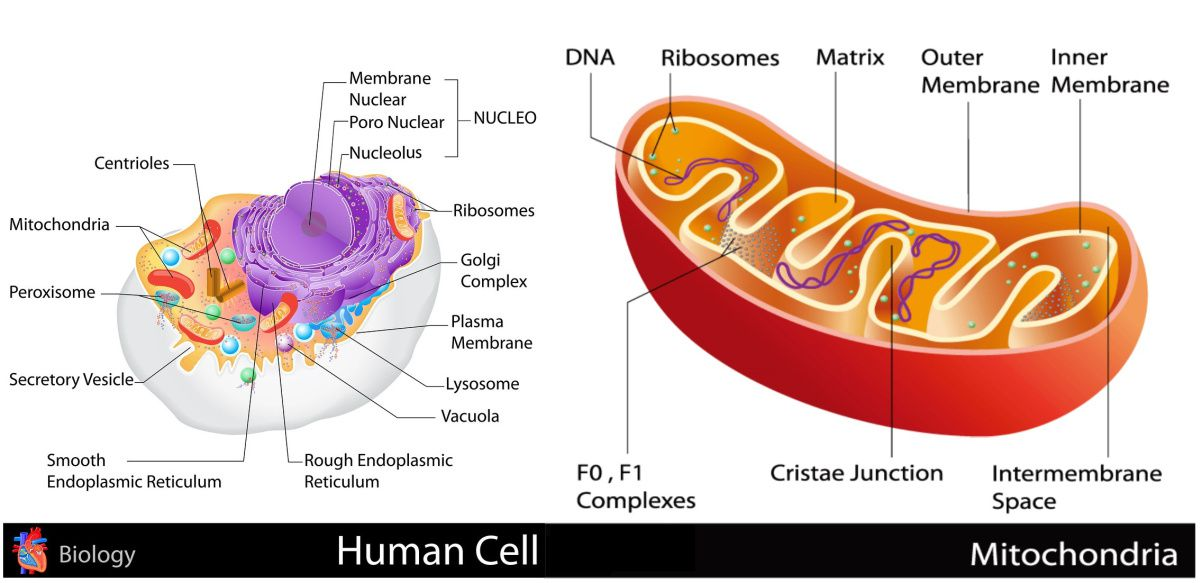 Membrane
Nuclear
Poro Nuclear
NUCLEO
Nucleolus
Centrioles
Mitochondria
Peroxisome
Secretory Vesicle
Smooth
Endoplasmic Reticulum
Rough Endoplasmic
Reticulum
Ribosomes
Golgi
Complex
Plasma
Membrane
Lysosome
Vacuola
DNA
Ribosomes
Matrix
Outer
Membrane
Inner
Membrane
F0 , F1
Complexes
Cristae Junction
Intermembrane
Space
Biology
Human Cell
Mitochondria